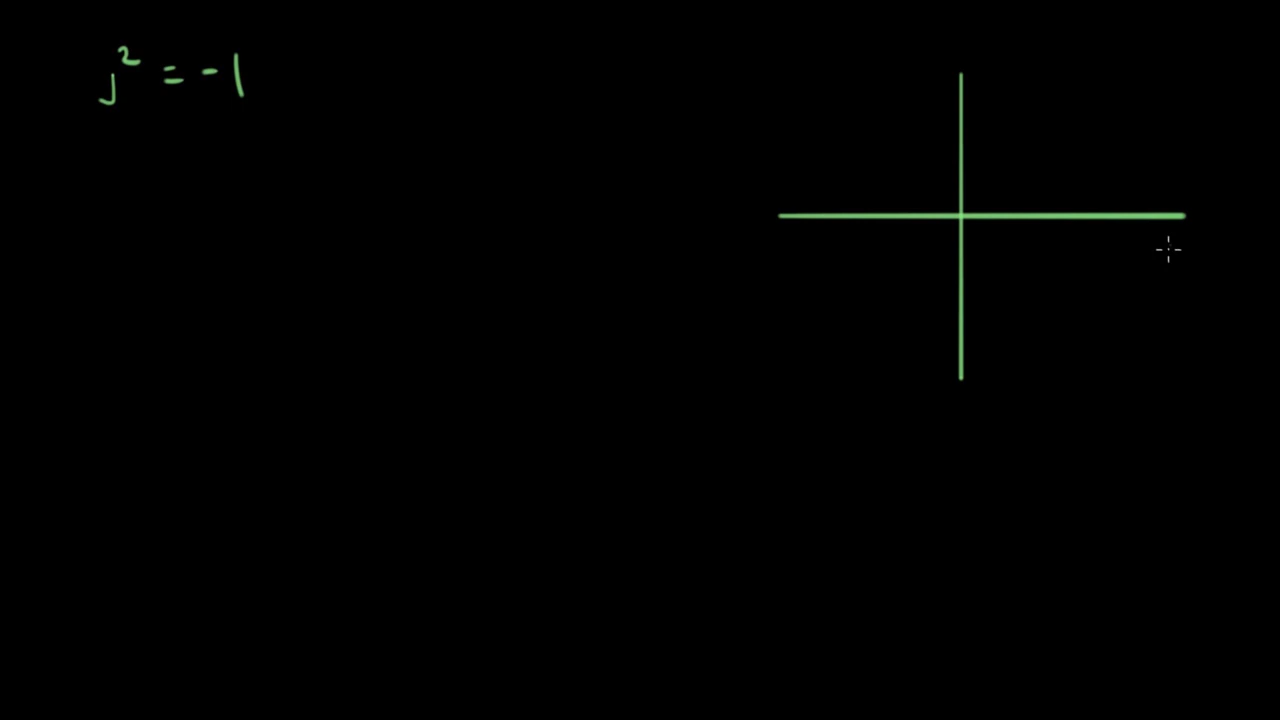 j² = -1